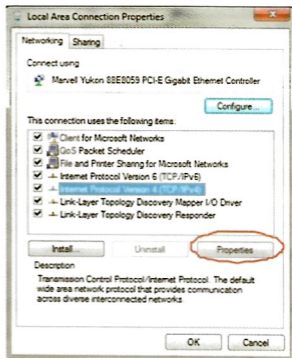 Local Area Connection Properties
Networking Sharing
Connect using
Marvell Yukon 88E8059 PCI-E Gigabit Ethernet Controller
Configure...
This connection uses the following items:
Client for Microsoft Networks
QoS Packet Scheduler
File and Printer Sharing for Microsoft Networks
Internet Protocol Version 6 (TCP/IPv6)
Internet Protocol Version 4 (TCP/IPv4)
Link-Layer Topology Discovery Mapper I/O Driver
Link-Layer Topology Discovery Responder
Install... Uninstall Properties
Description
Transmission Control Protocol/Internet Protocol. The default
wide area network protocol that provides communication
across diverse interconnected networks
OK Cancel